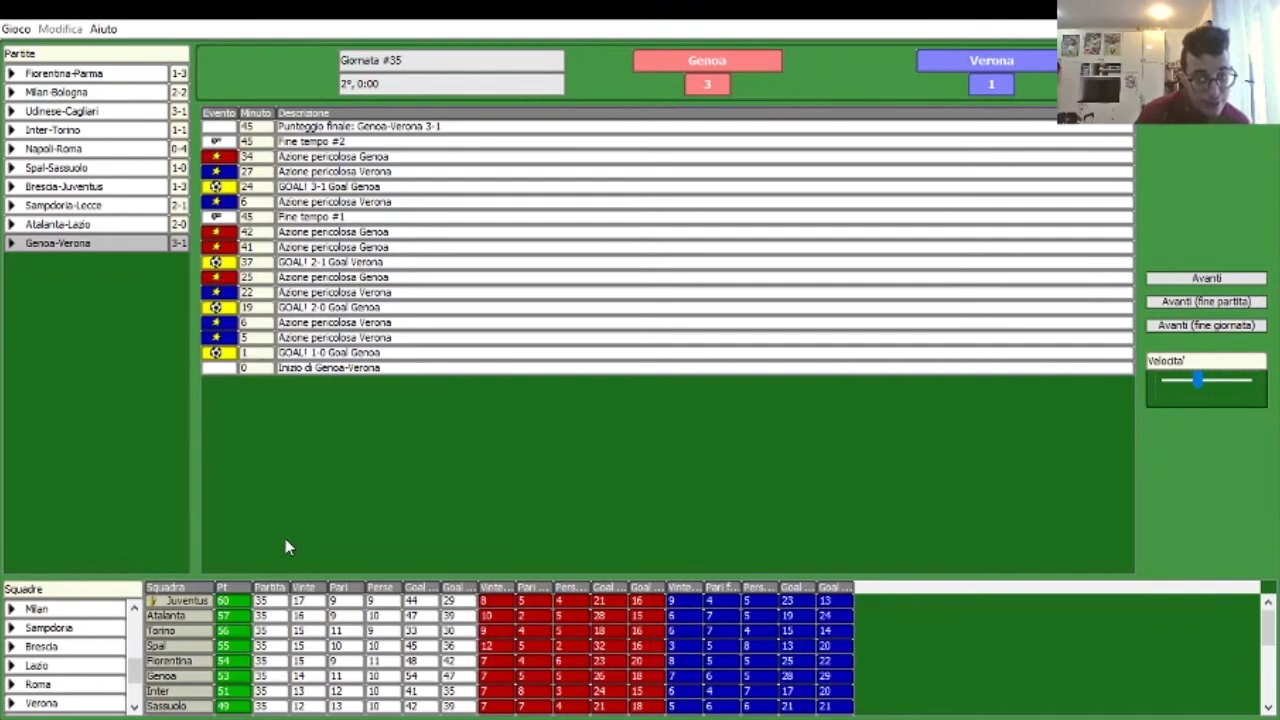 Gioco Modifica Aiuto
Partite
Fiorentina-Parma 1-3
Milan-Bologna 2-2
Udinese-Cagliari 3-1
Inter-Torino 1-1
Napoli-Roma 0-4
Spal-Sassuolo 1-0
Brescia-Juventus 1-3
Sampdoria-Lecce 2-1
Atalanta-Lazio 2-0
Genoa-Verona 3-1
Giornata #35
2°, 0:00
Genoa
3
Verona
1
Evento Minuto Descrizione
45 Punteggio finale: Genoa-Verona 3-1
45 Fine tempo #2
34 Azione pericolosa Genoa
27 Azione pericolosa Verona
24 GOAL! 3-1 Goal Genoa
6 Azione pericolosa Verona
45 Fine tempo #1
42 Azione pericolosa Genoa
41 Azione pericolosa Genoa
37 GOAL! 2-1 Goal Verona
25 Azione pericolosa Genoa
22 Azione pericolosa Verona
19 GOAL! 2-0 Goal Genoa
6 Azione pericolosa Verona
5 Azione pericolosa Verona
1 GOAL! 1-0 Goal Genoa
0 Inizio di Genoa-Verona
Avanti
Avanti (fine partita)
Avanti (fine giornata)
Velocita'
Squadre
Milan
Sampdoria
Brescia
Lazio
Roma
Verona
Squadra Pt Partita Vinte Pari Perse Goal ... Goal ... Vinte... Pari ... Pers... Goal ... Goal ... Vinte... Pari f... Pers... Goal ... Goal ...
Juventus 60 35 17 9 9 44 29 8 5 4 21 16 9 4 5 23 13
Atalanta 57 35 16 9 10 47 39 10 2 5 28 15 6 7 5 19 24
Torino 56 35 15 11 9 33 30 9 4 5 18 16 6 7 4 15 14
Spal 55 35 15 10 10 45 36 12 5 2 32 16 3 5 8 13 20
Fiorentina 54 35 15 9 11 48 42 7 4 6 23 20 8 5 5 25 22
Genoa 53 35 14 11 10 54 47 7 5 5 26 18 7 6 5 28 29
Inter 51 35 13 12 10 41 35 7 8 3 24 15 6 4 7 17 20
Sassuolo 49 35 12 13 10 42 39 7 7 4 21 18 5 6 6 21 21